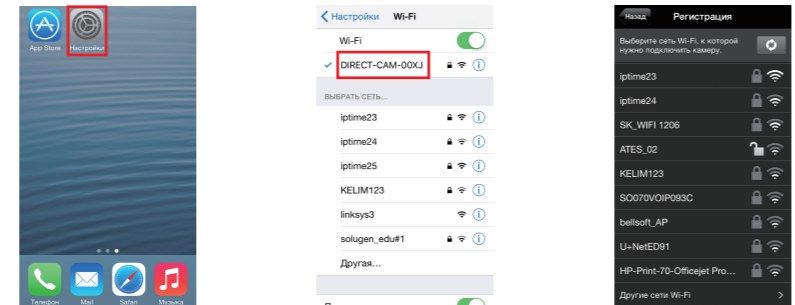 App Store
Настройки
Телефон
Mail
Safari
Музыка
Настройки
Wi-Fi
Wi-Fi
DIRECT-CAM-00XJ
ВЫБРАТЬ СЕТЬ...
iptime23
iptime24
iptime25
KELIM123
linksys3
solugen_edu#1
Другая...
Назад
Регистрация
Выберите сеть Wi-Fi, к которой
нужно подключить камеру.
iptime23
iptime24
SK_WIFI 1206
ATES_02
KELIM123
SO070VOIP093C
bellsoft_AP
U+NetED91
HP-Print-70-Officejet Pro...
Другие сети Wi-Fi